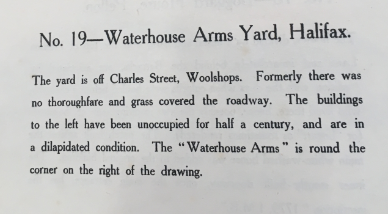 No. 19—Waterhouse Arms Yard, Halifax.
The yard is off Charles Street, Woolshops. Formerly there was
no thoroughfare and grass covered the roadway. The buildings
to the left have been unoccupied for half a century, and are in
a dilapidated condition. The “Waterhouse Arms” is round the
corner on the right of the drawing.